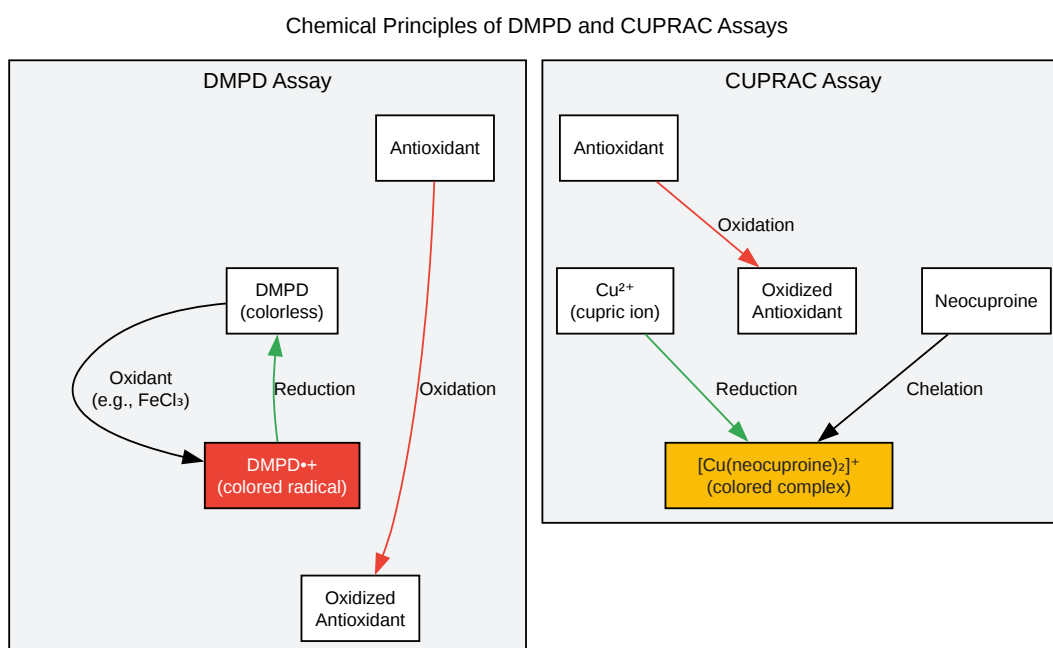 Chemical Principles of DMPD and CUPRAC Assays
DMPD Assay
Antioxidant
DMPD
(colorless)
Oxidant
(e.g., FeCl₃)
Reduction
Oxidation
DMPD•+
(colored radical)
Oxidized
Antioxidant
CUPRAC Assay
Antioxidant
Oxidation
Cu²⁺
(cupric ion)
Oxidized
Antioxidant
Neocuproine
Reduction
Chelation
[Cu(neocuproine)₂]⁺
(colored complex)